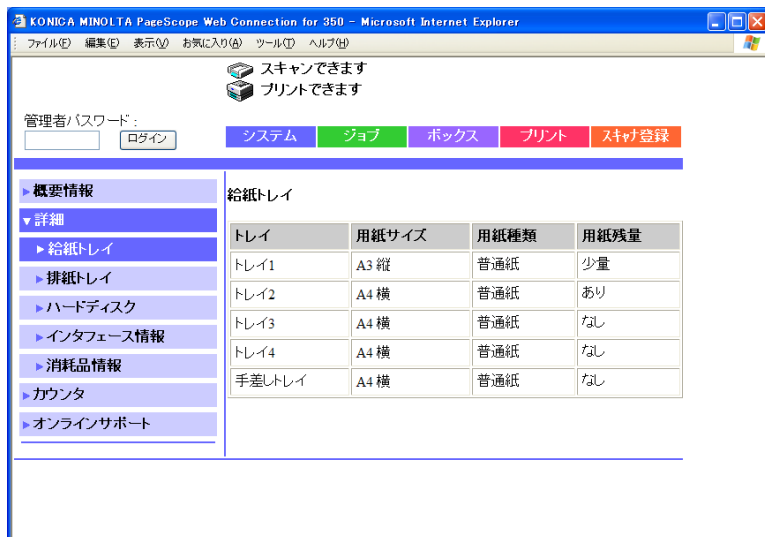 KONICA MINOLTA PageScope Web Connection for 350 - Microsoft Internet Explorer
ファイル(F) 編集(E) 表示(V) お気に入り(A) ツール(T) ヘルプ(H)
スキャンできます
プリントできます
管理者パスワード:
ログイン
システム ジョブ ボックス プリント スキャナ登録
概要情報
詳細
給紙トレイ
排紙トレイ
ハードディスク
インタフェース情報
消耗品情報
カウンタ
オンラインサポート
給紙トレイ
トレイ 用紙サイズ 用紙種類 用紙残量
トレイ1 A3 縦 普通紙 少量
トレイ2 A4 横 普通紙 あり
トレイ3 A4 横 普通紙 なし
トレイ4 A4 横 普通紙 なし
手差しトレイ A4 横 普通紙 なし